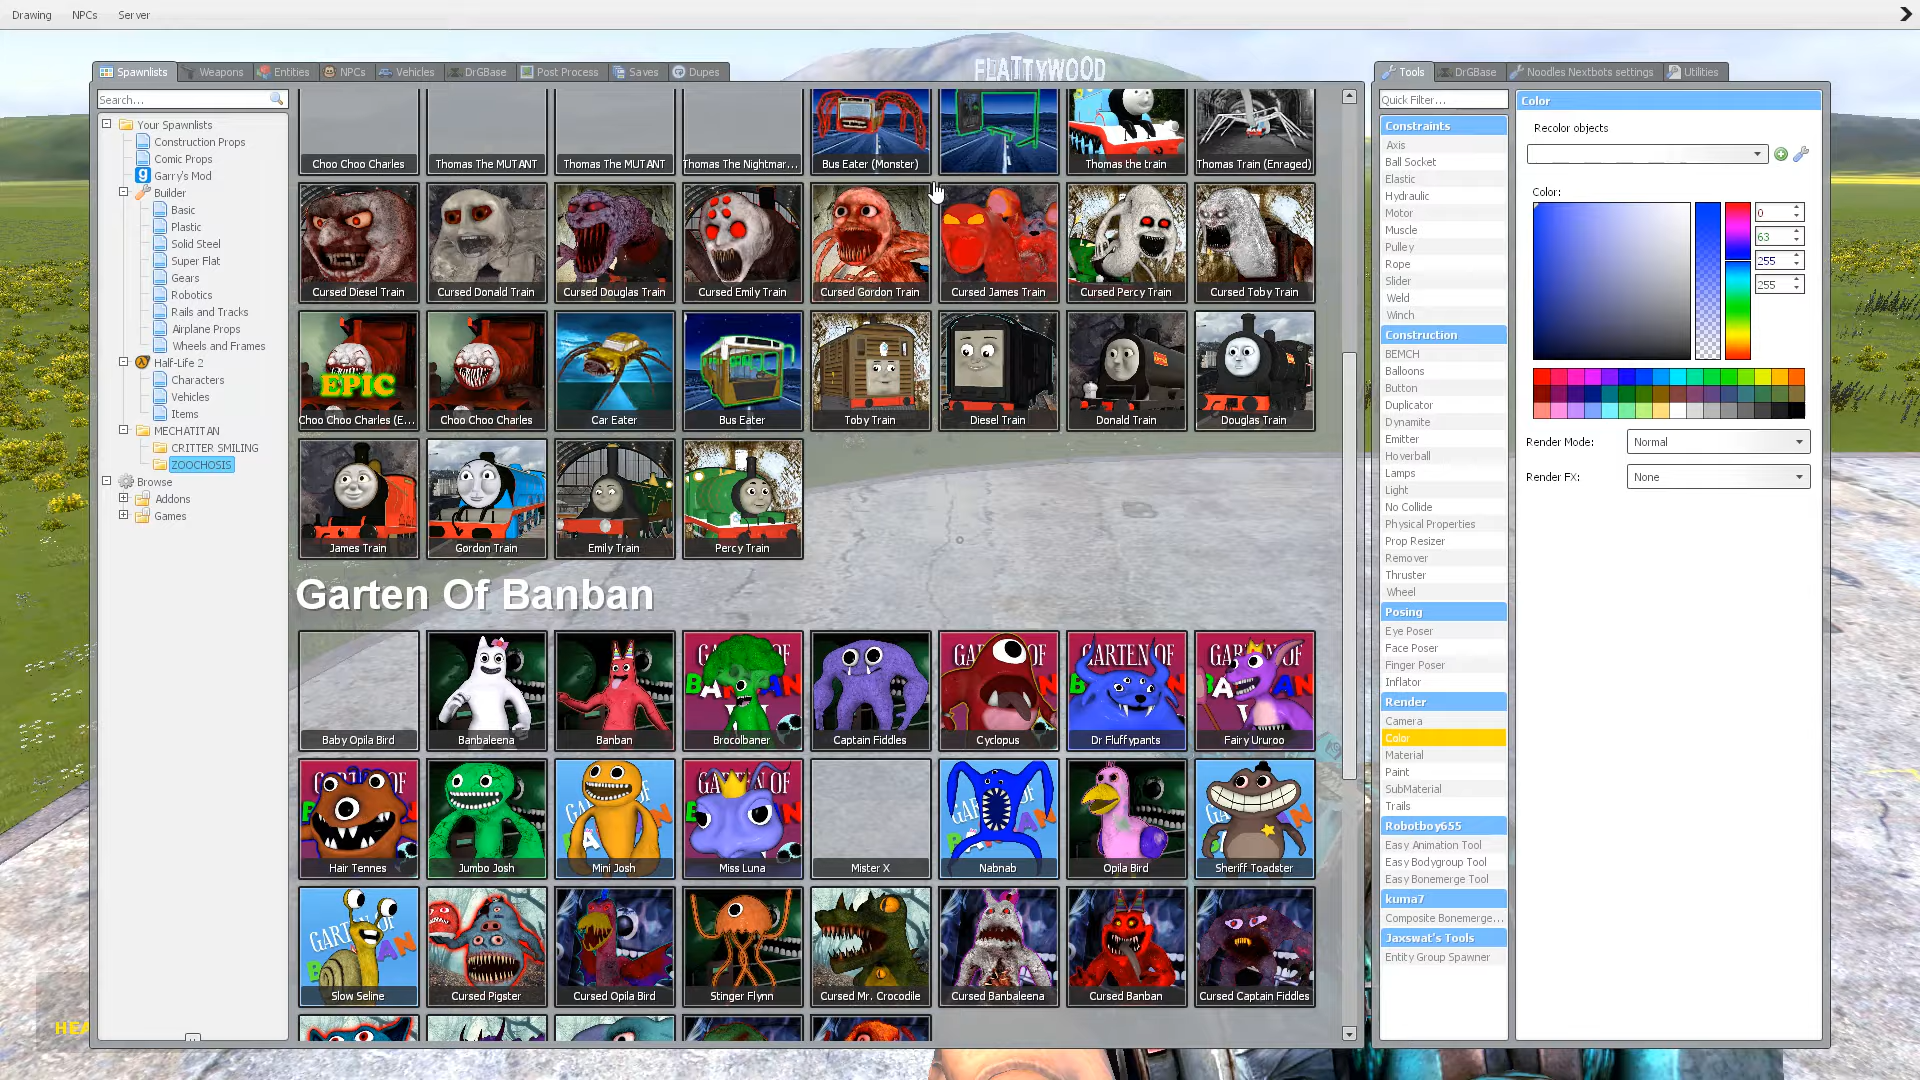 Drawing NPCs Server
FLATTYWOOD
Spawnlists Weapons Entities NPCs Vehicles DrGBase Post Process Saves Dupes
Search...
Your Spawnlists
Construction Props
Comic Props
Garry's Mod
Builder
Basic
Plastic
Solid Steel
Super Flat
Gears
Robotics
Rails and Tracks
Airplane Props
Wheels and Frames
Half-Life 2
Characters
Vehicles
Items
MECHATITAN
CRITTER SMILING
ZOOCHOSIS
Browse
Addons
Games
Choo Choo Charles Thomas The MUTANT Thomas The MUTANT Thomas The Nightmar... Bus Eater (Monster) Thomas the train Thomas Train (Enraged)
Cursed Diesel Train Cursed Donald Train Cursed Douglas Train Cursed Emily Train Cursed Gordon Train Cursed James Train Cursed Percy Train Cursed Toby Train
EPIC
Choo Choo Charles (E... Choo Choo Charles Car Eater Bus Eater Toby Train Diesel Train Donald Train Douglas Train
James Train Gordon Train Emily Train Percy Train
Garten Of Banban
Baby Opila Bird Banbaleena Banban Brocolbaner Captain Fiddles Cyclopus Dr Fluffypants Fairy Ururoo
Hair Tennes Jumbo Josh Mini Josh Miss Luna Mister X Nabnab Opila Bird Sheriff Toadster
Slow Seline Cursed Pigster Cursed Opila Bird Stinger Flynn Cursed Mr. Crocodile Cursed Banbaleena Cursed Banban Cursed Captain Fiddles
HEA
Tools DrGBase Noodles Nextbots settings Utilities
Quick Filter...
Constraints
Axis
Ball Socket
Elastic
Hydraulic
Motor
Muscle
Pulley
Rope
Slider
Weld
Winch
Construction
BEMCH
Balloons
Button
Duplicator
Dynamite
Emitter
Hoverball
Lamps
Light
No Collide
Physical Properties
Prop Resizer
Remover
Thruster
Wheel
Posing
Eye Poser
Face Poser
Finger Poser
Inflator
Render
Camera
Color
Material
Paint
SubMaterial
Trails
Robotboy655
Easy Animation Tool
Easy Bodygroup Tool
Easy Bonemerge Tool
kuma7
Composite Bonemerge...
Jaxswat's Tools
Entity Group Spawner
Color
Recolor objects
Color:
0
63
255
255
Render Mode: Normal
Render FX: None